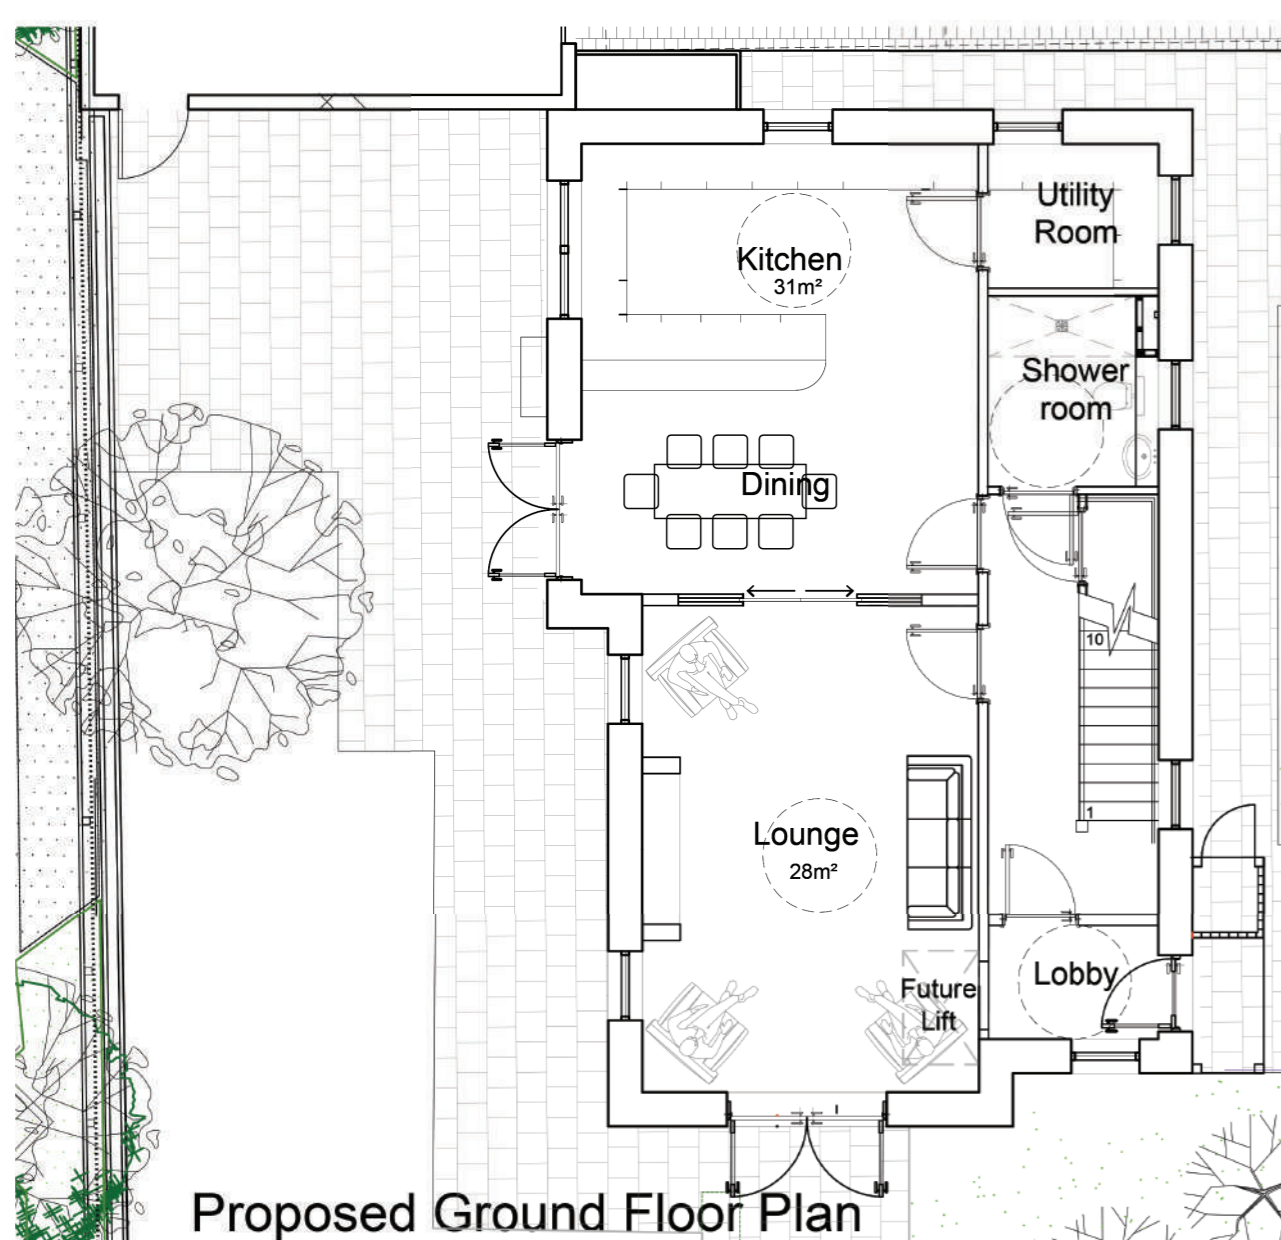 Utility
Room
Kitchen
31m²
Shower
room
Dining
10
1
Lounge
28m²
Lobby
Future
Lift
Proposed Ground Floor Plan